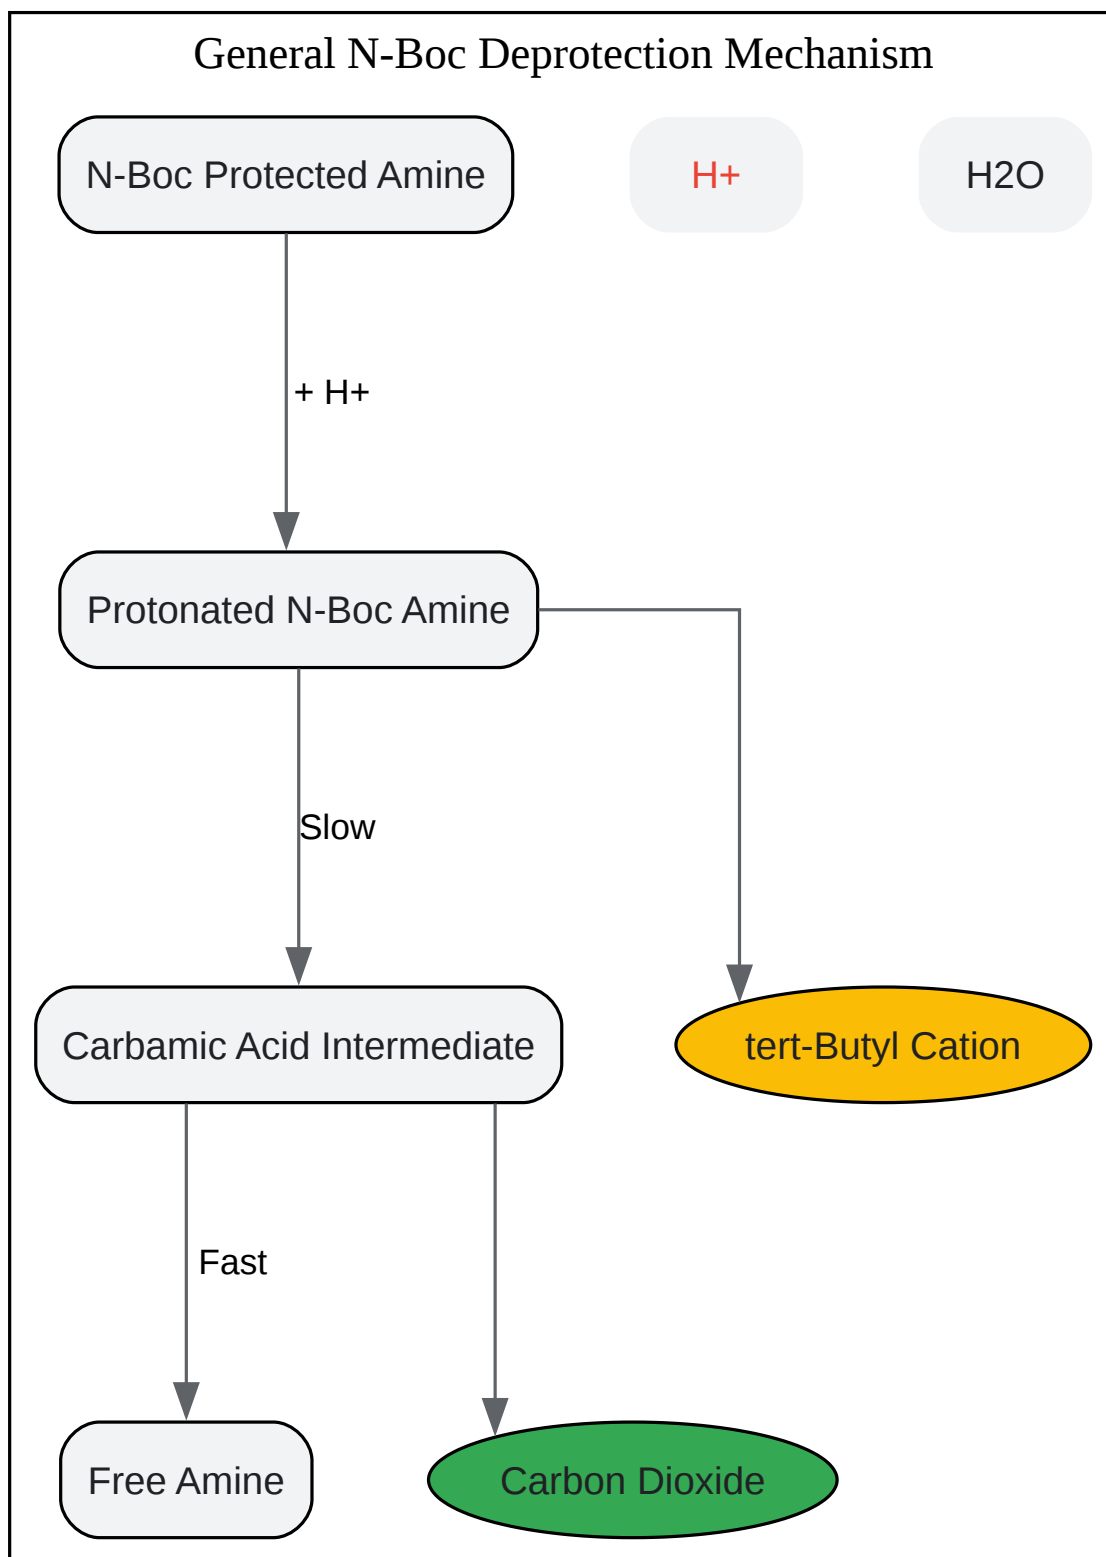 General N-Boc Deprotection Mechanism
N-Boc Protected Amine
H+
H2O
+ H+
Protonated N-Boc Amine
Slow
Carbamic Acid Intermediate
tert-Butyl Cation
Fast
Free Amine
Carbon Dioxide